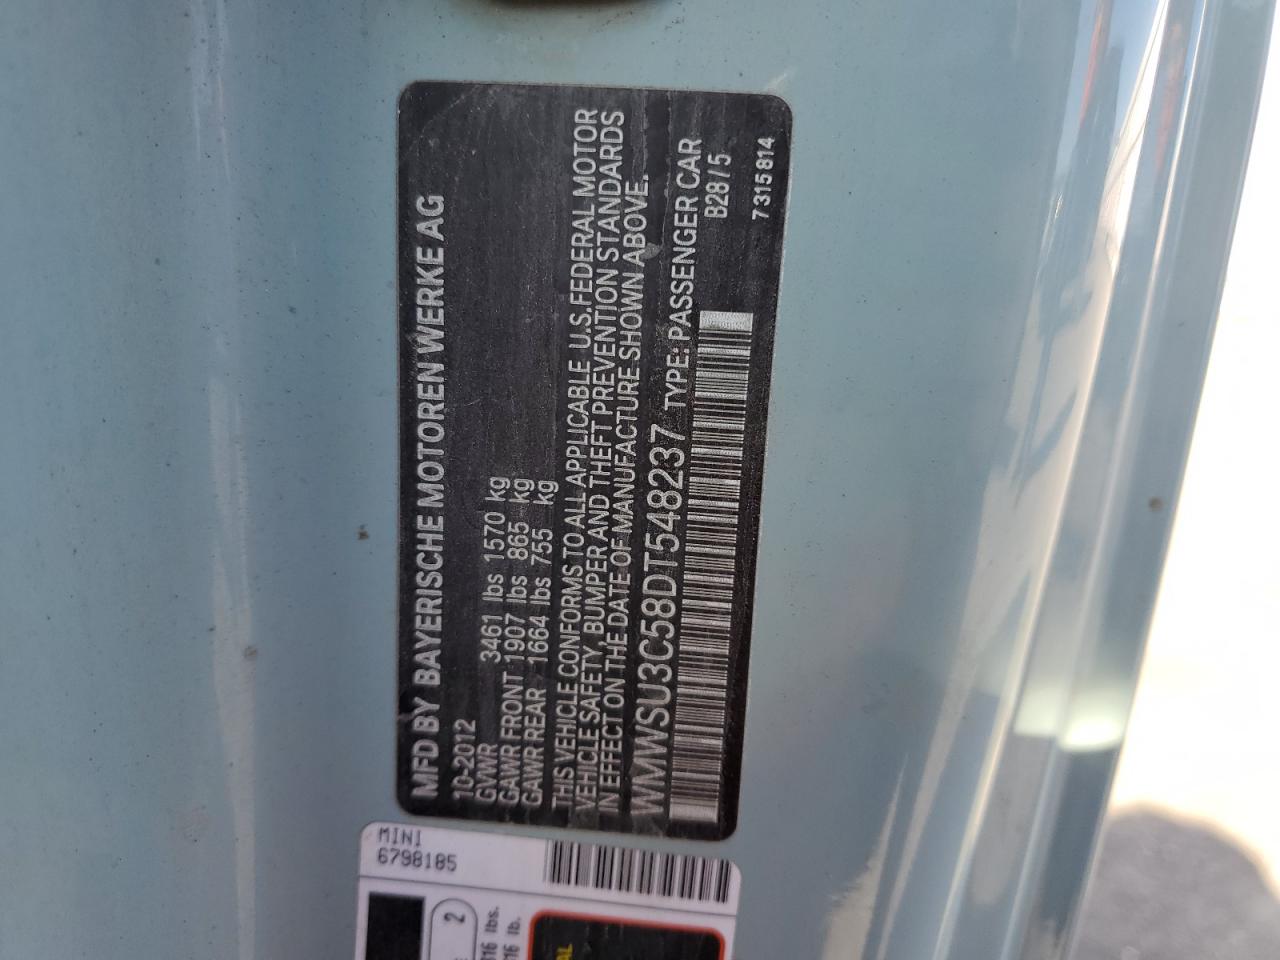 MFD BY BAYERISCHE MOTOREN WERKE AG
10-2012
GVWR 3461 lbs 1570 kg
GAWR FRONT 1907 lbs 865 kg
GAWR REAR 1664 lbs 755 kg
THIS VEHICLE CONFORMS TO ALL APPLICABLE U.S. FEDERAL MOTOR
VEHICLE SAFETY, BUMPER AND THEFT PREVENTION STANDARDS
IN EFFECT ON THE DATE OF MANUFACTURE SHOWN ABOVE.
WMWSU3C58DT548237 TYPE: PASSENGER CAR
B28/5
7315814
MINI
6798185
2
816 lbs.